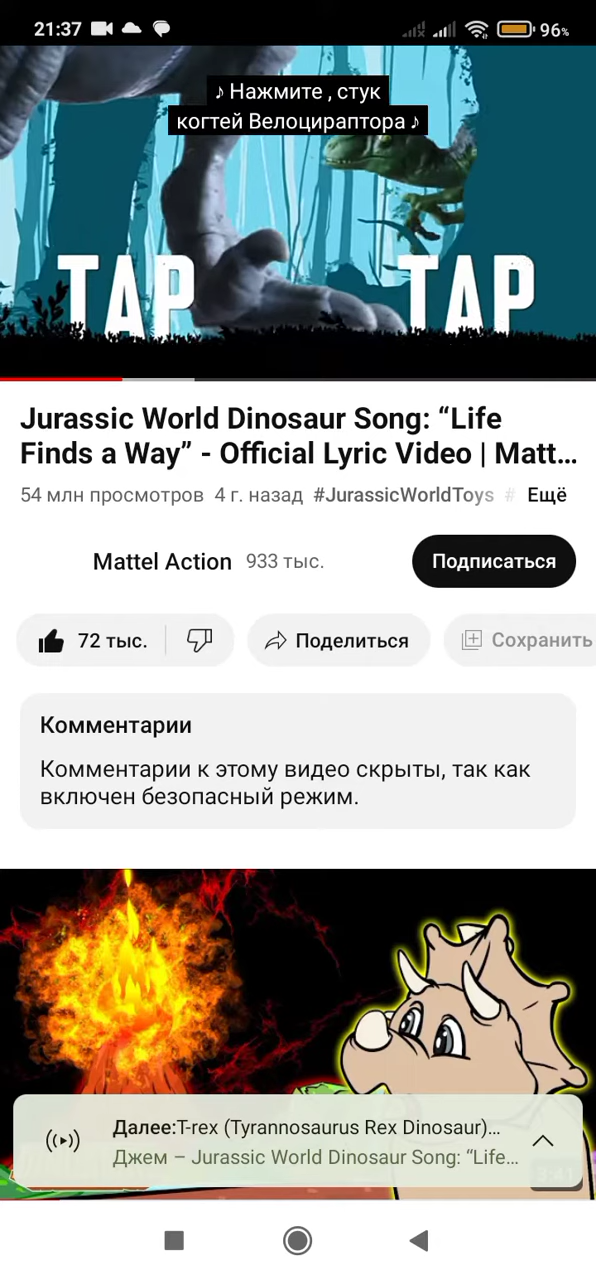 21:37
96%
♪ Нажмите , стук
когтей Велоцираптора ♪
TAP TAP
Jurassic World Dinosaur Song: “Life
Finds a Way” - Official Lyric Video | Matt...
54 млн просмотров 4 г. назад #JurassicWorldToys # Ещё
Mattel Action 933 тыс. Подписаться
72 тыс. Поделиться Сохранить
Комментарии
Комментарии к этому видео скрыты, так как
включен безопасный режим.
Далее:T-rex (Tyrannosaurus Rex Dinosaur)...
Джем – Jurassic World Dinosaur Song: “Life...
3:41